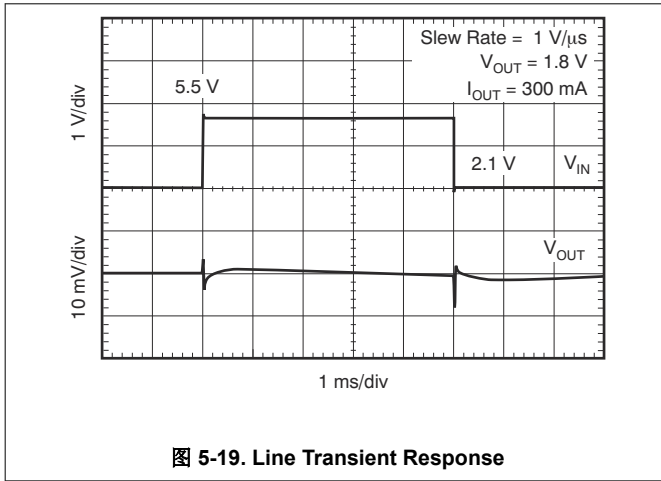 Slew Rate = 1 V/μs
V_OUT = 1.8 V
I_OUT = 300 mA
5.5 V
1 V/div
2.1 V
V_IN
V_OUT
10 mV/div
1 ms/div
图 5-19. Line Transient Response